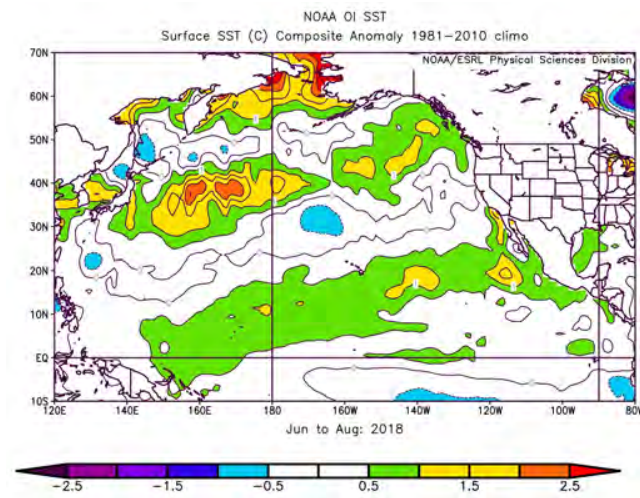 NOAA OI SST
Surface SST (C) Composite Anomaly 1981-2010 climo
NOAA/ESRL Physical Sciences Division
70N
60N
50N
40N
30N
20N
10N
EQ
10S
120E 140E 160E 180 160W 140W 120W 100W 80W
Jun to Aug: 2018
-2.5 -1.5 -0.5 0.5 1.5 2.5